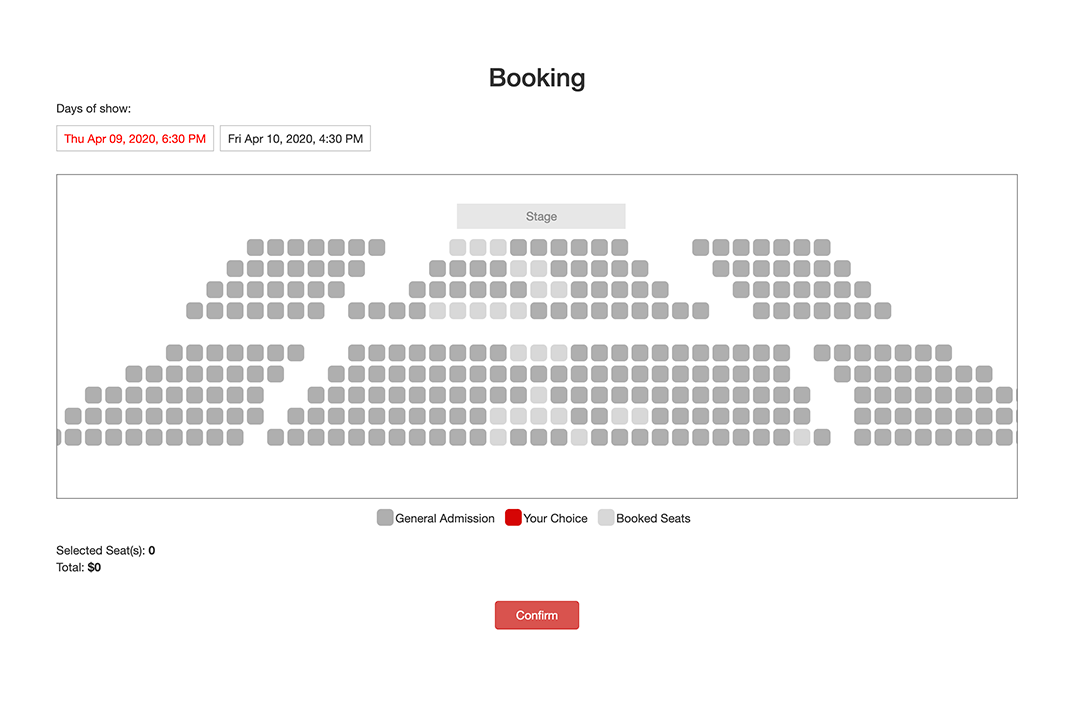 Booking
Days of show:
Thu Apr 09, 2020, 6:30 PM Fri Apr 10, 2020, 4:30 PM
Stage
General Admission Your Choice Booked Seats
Selected Seat(s): 0
Total: $0
Confirm